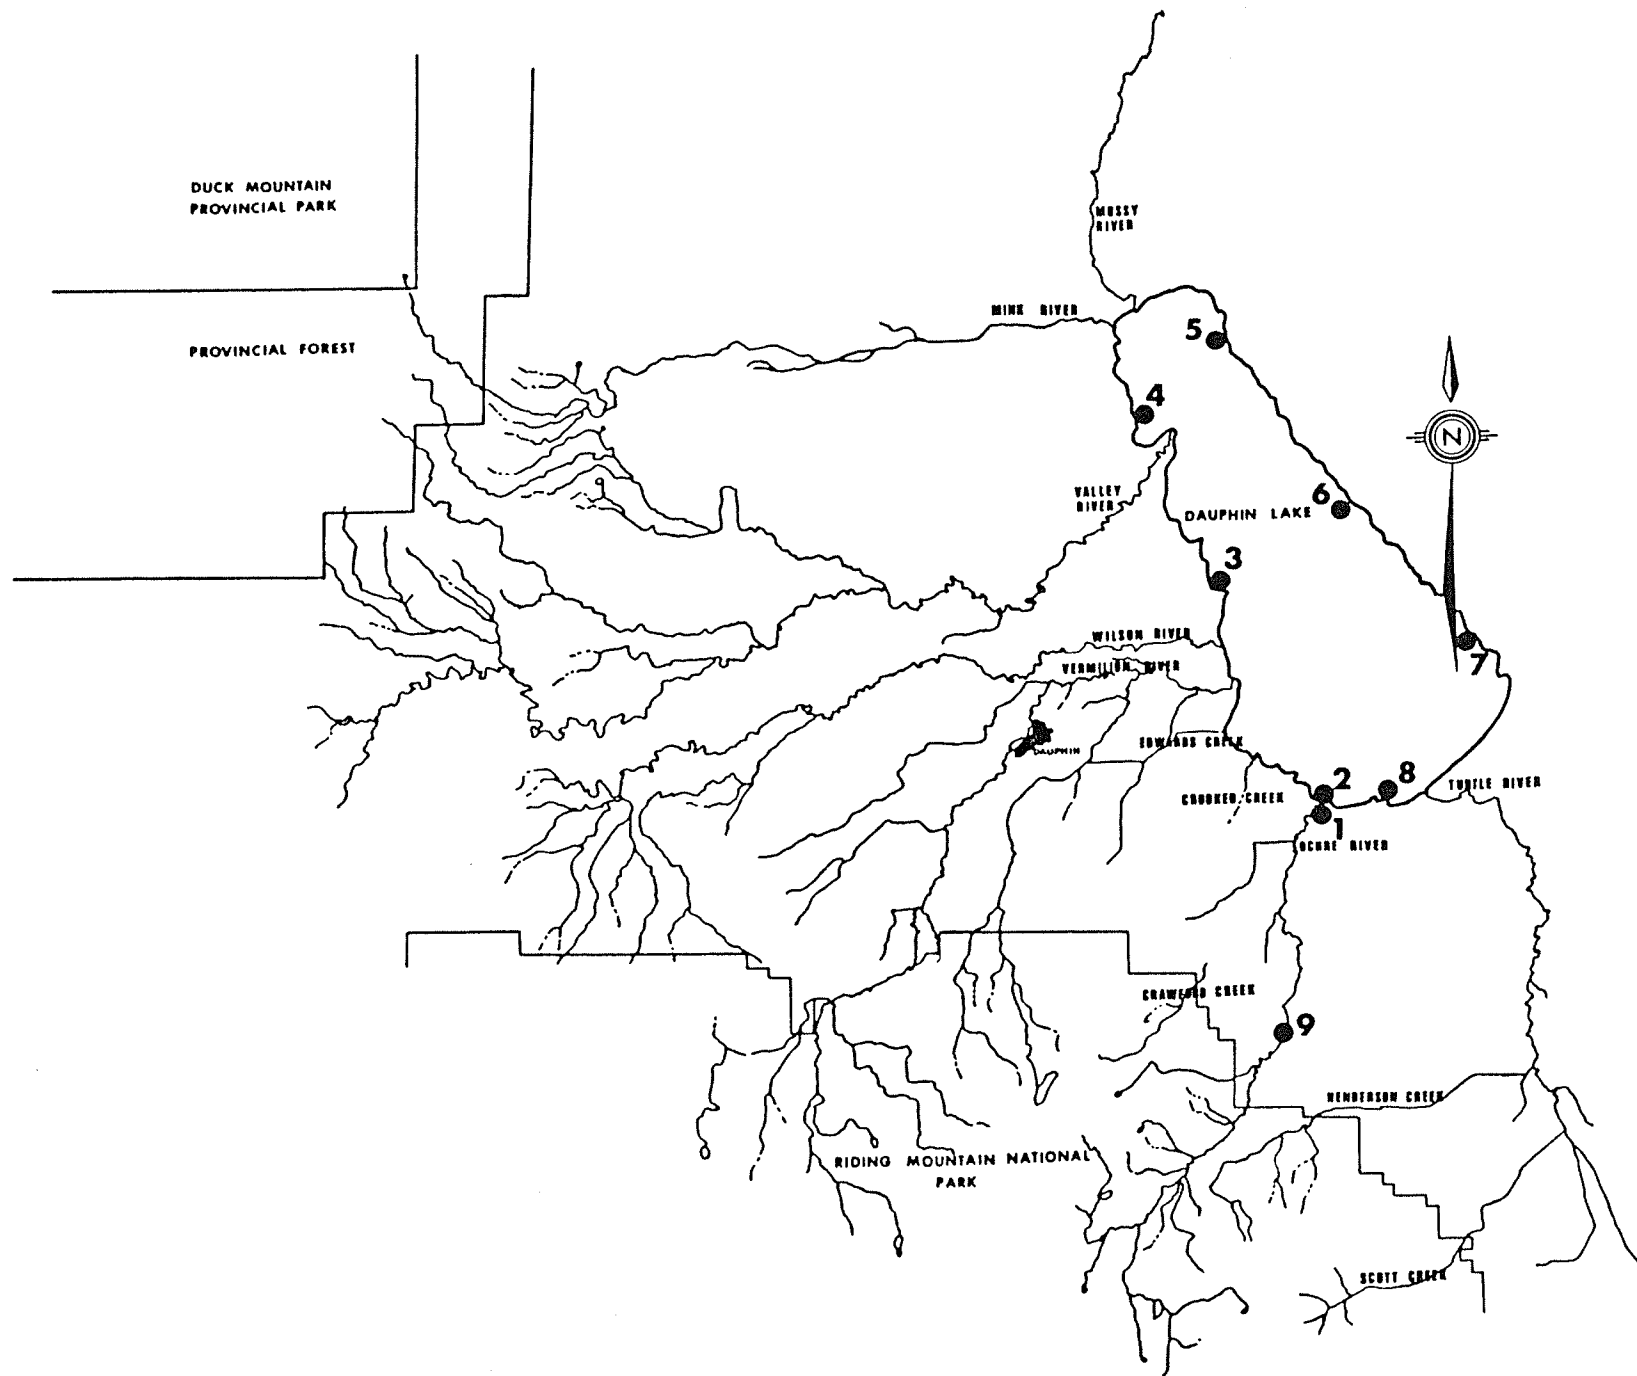 DUCK MOUNTAIN
PROVINCIAL PARK
MOSSY
RIVER
MINK RIVER
5
PROVINCIAL FOREST
4
N
VALLEY
RIVER
6
DAUPHIN LAKE
3
WILSON RIVER
VERMILION RIVER
7
EDWARDS CREEK
DAUPHIN
2
8
TURTLE RIVER
CROOKED CREEK
1
OCHRE RIVER
CRAWFORD CREEK
9
HENDERSON CREEK
RIDING MOUNTAIN NATIONAL
PARK
SCOTT CREEK